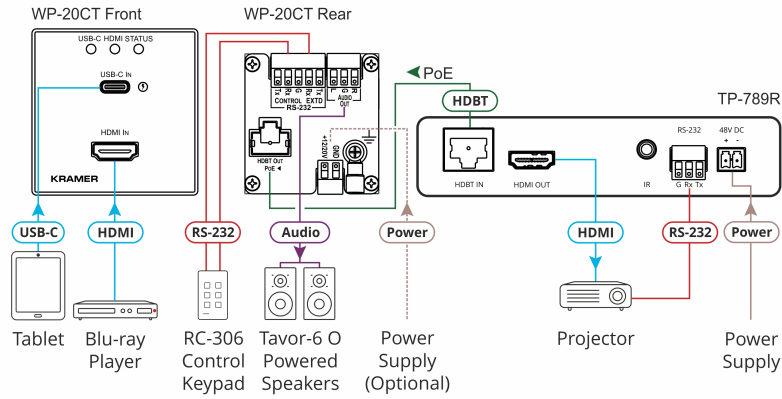 WP-20CT Front
WP-20CT Rear
USB-C HDMI STATUS
USB-C IN
HDMI IN
KRAMER
Tx Rx G Tx Rx
CONTROL EXTD
RS-232
L G R
AUDIO
OUT
HDBT OUT
PoE
+12/20V
GND
PoE
HDBT
TP-789R
HDBT IN
HDMI OUT
IR
RS-232
G Rx Tx
48V DC
+ -
USB-C
HDMI
RS-232
Audio
Power
HDMI
RS-232
Power
Tablet
Blu-ray
Player
RC-306
Control
Keypad
Tavor-6 O
Powered
Speakers
Power
Supply
(Optional)
Projector
Power
Supply